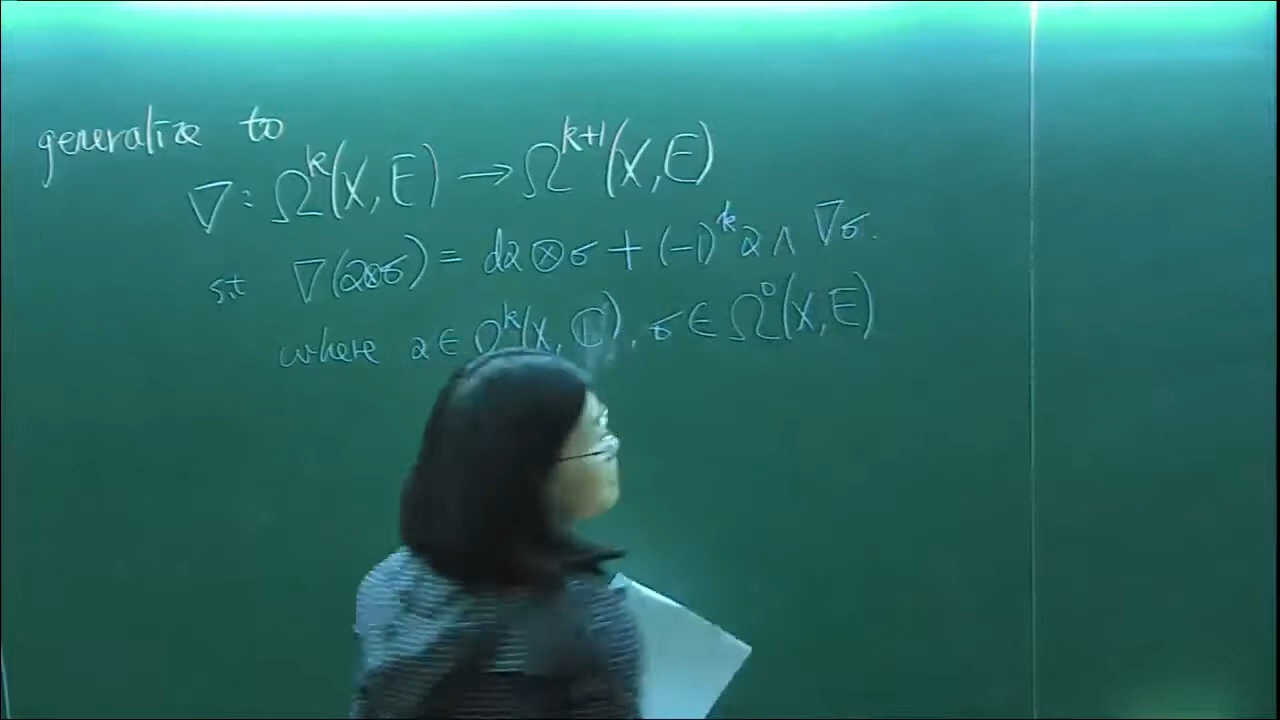 generalize to
∇: Ω^k(X,E) → Ω^{k+1}(X,E)
s.t ∇(α⊗σ) = dα⊗σ + (-1)^k α ∧ ∇σ.
where α ∈ Ω^k(X, ℂ), σ ∈ Ω^0(X,E)